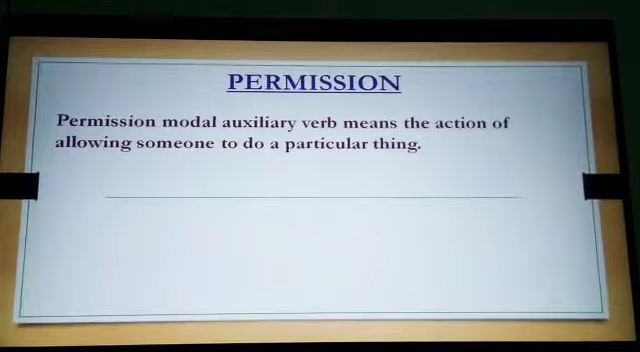 PERMISSION
Permission modal auxiliary verb means the action of
allowing someone to do a particular thing.